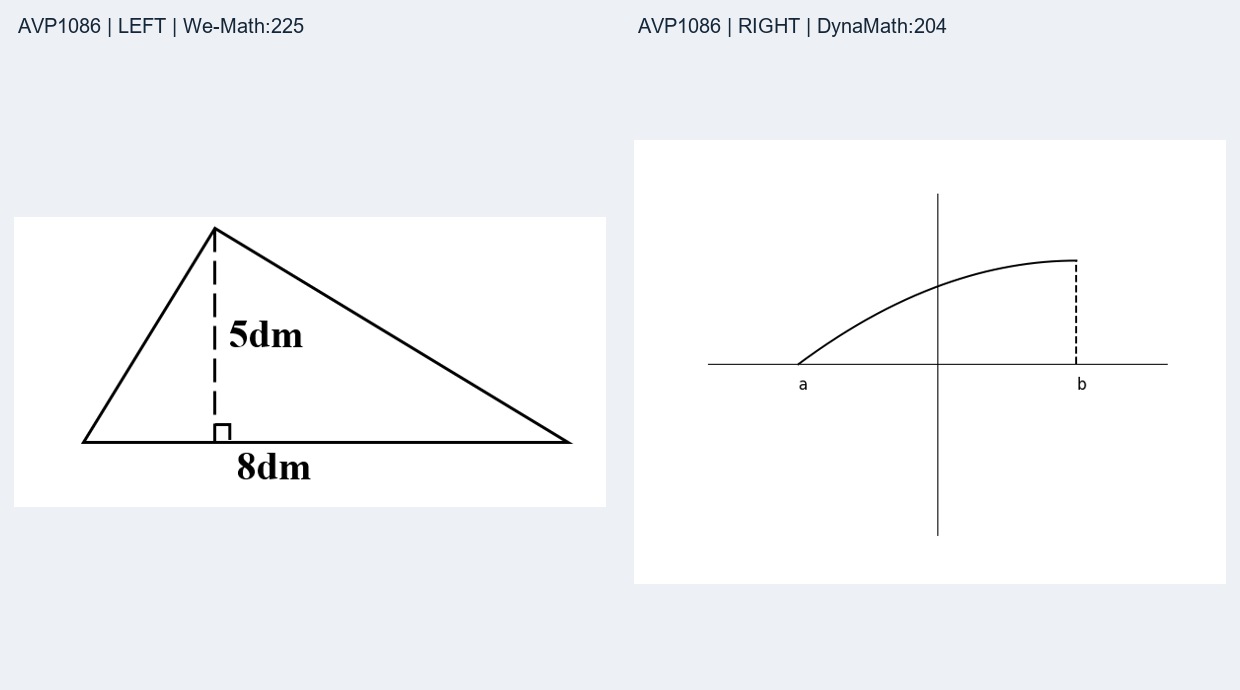 AVP1086 | LEFT | We-Math:225
AVP1086 | RIGHT | DynaMath:204
5dm
8dm
a
b